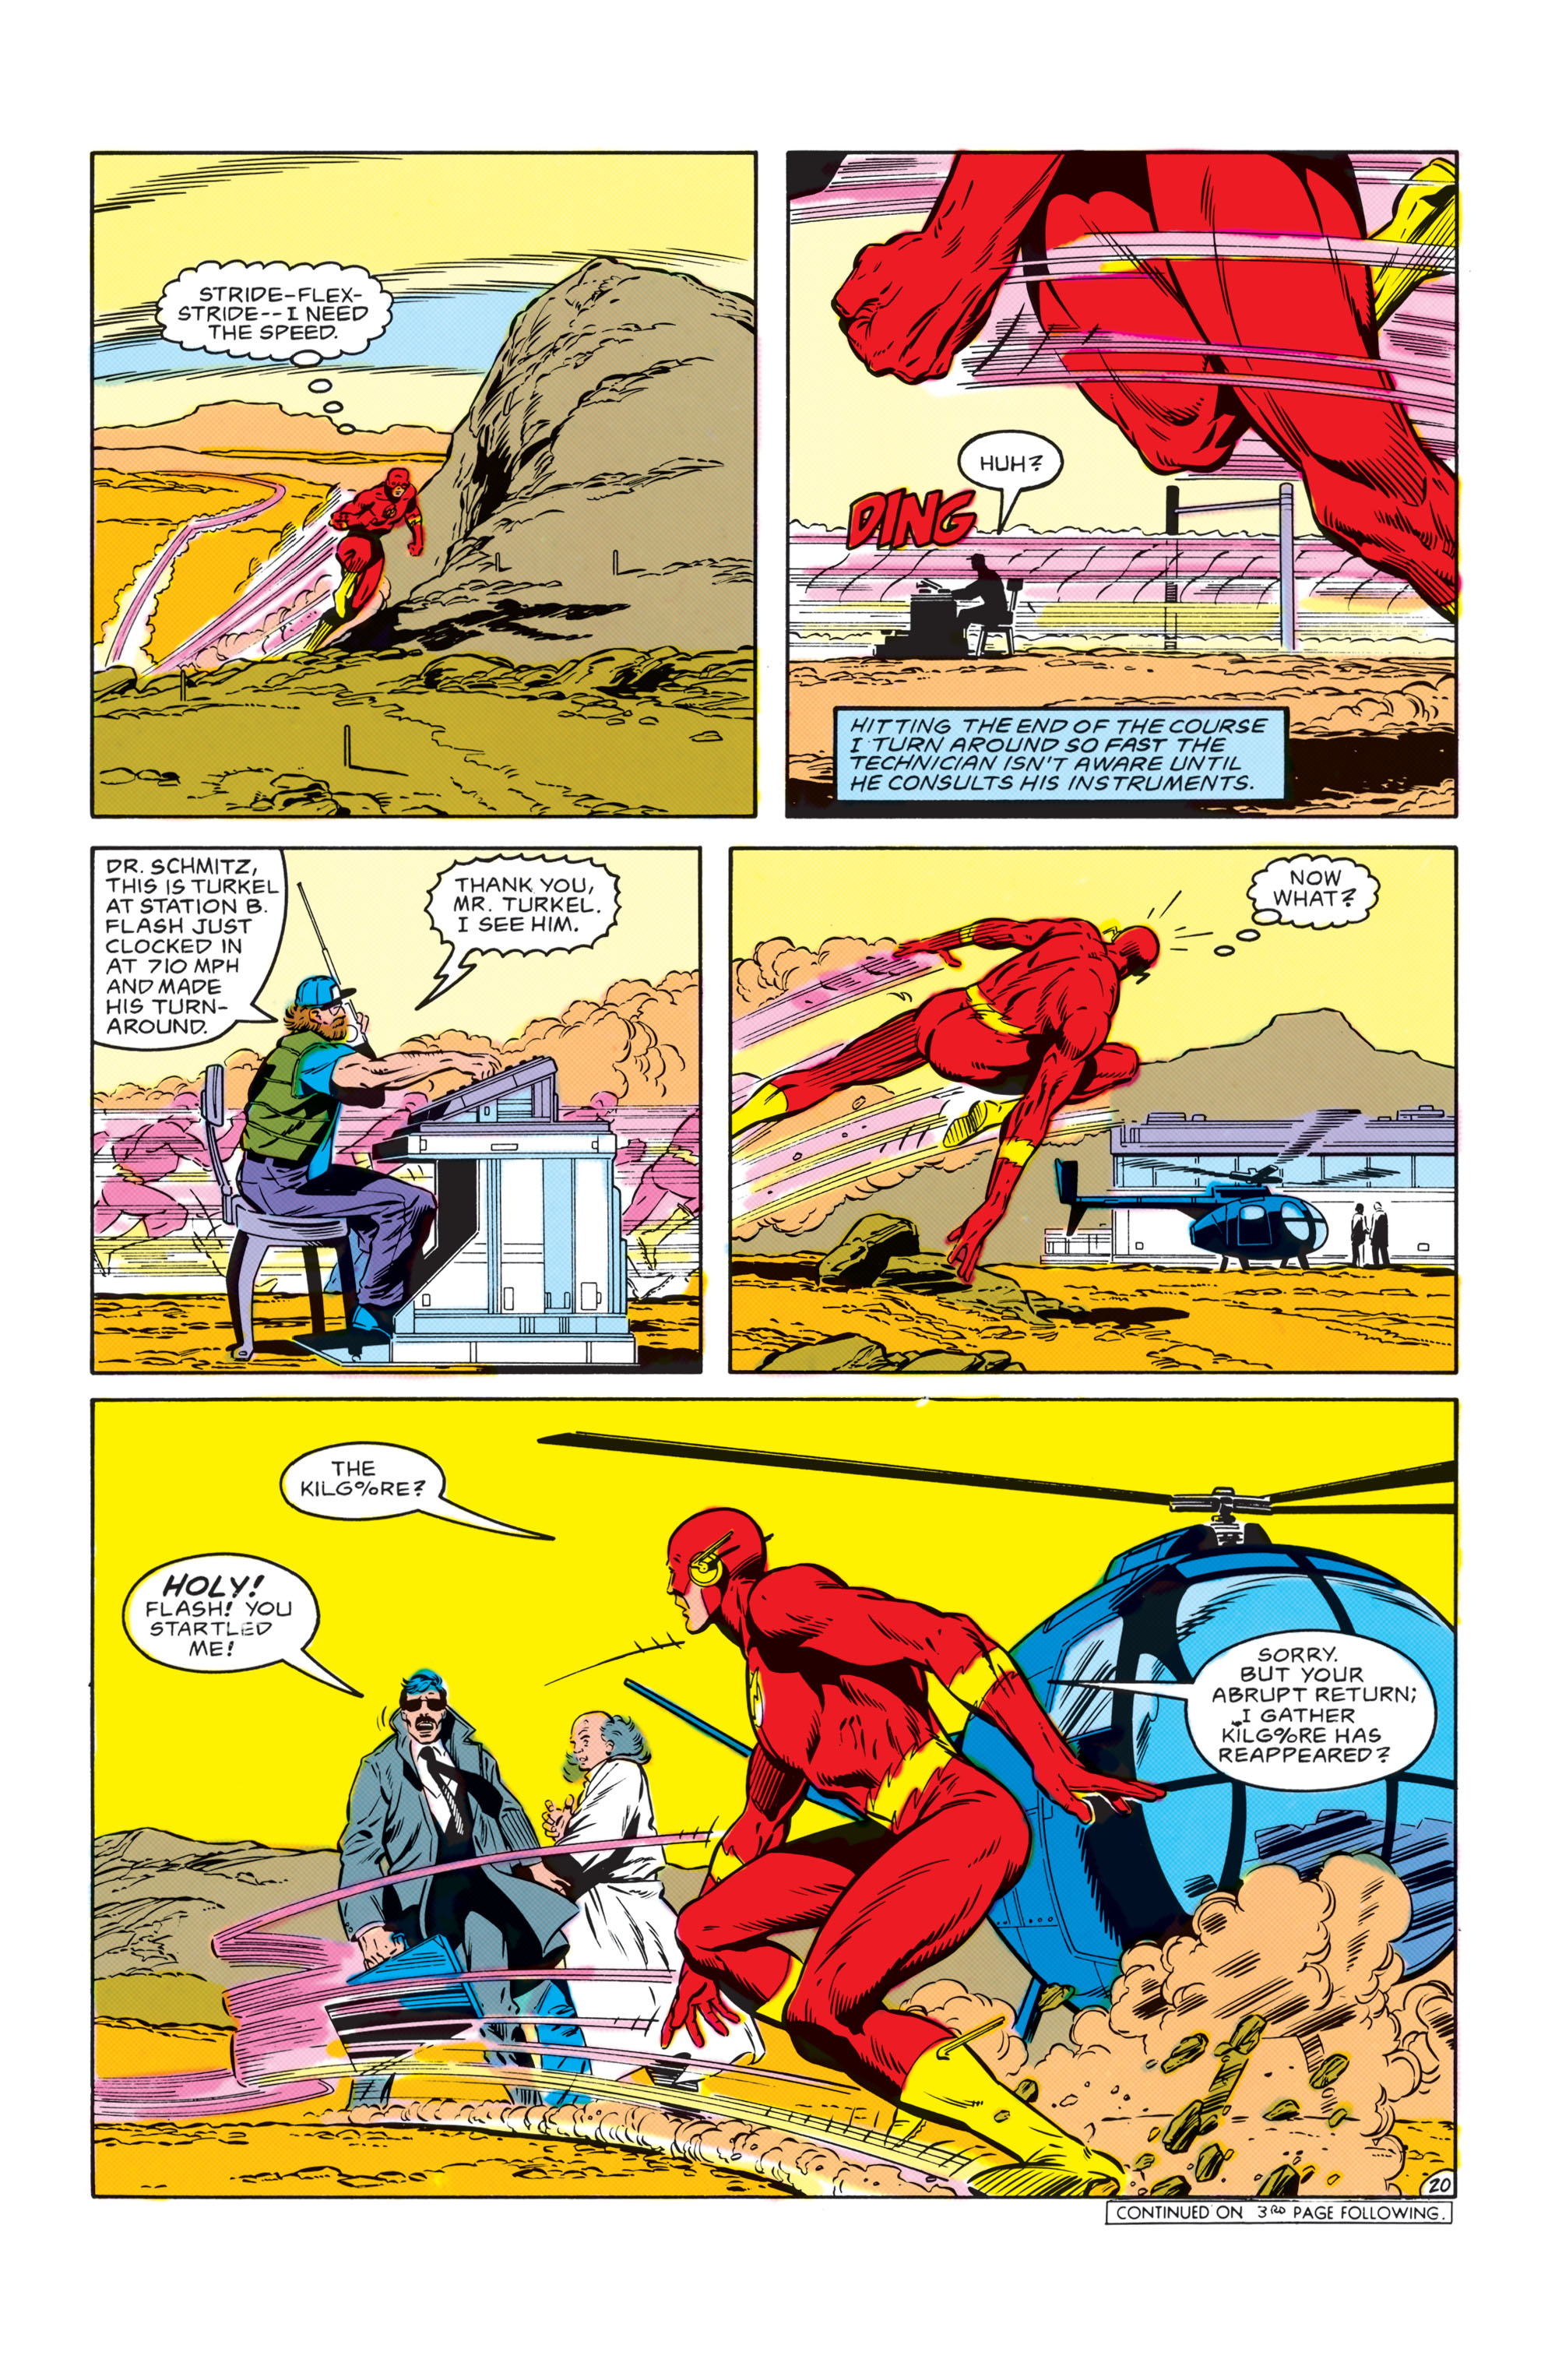 STRIDE-FLEX-
STRIDE--I NEED
THE SPEED.
HUH?
DING
HITTING THE END OF THE COURSE
I TURN AROUND SO FAST THE
TECHNICIAN ISN'T AWARE UNTIL
HE CONSULTS HIS INSTRUMENTS.
DR. SCHMITZ,
THIS IS TURKEL
AT STATION B.
FLASH JUST
CLOCKED IN
AT 710 MPH
AND MADE
HIS TURN-
AROUND.
THANK YOU,
MR. TURKEL.
I SEE HIM.
NOW
WHAT?
THE
KILG%RE?
HOLY!
FLASH! YOU
STARTLED
ME!
SORRY.
BUT YOUR
ABRUPT RETURN;
I GATHER
KILG%RE HAS
REAPPEARED?
20
CONTINUED ON 3RD PAGE FOLLOWING.